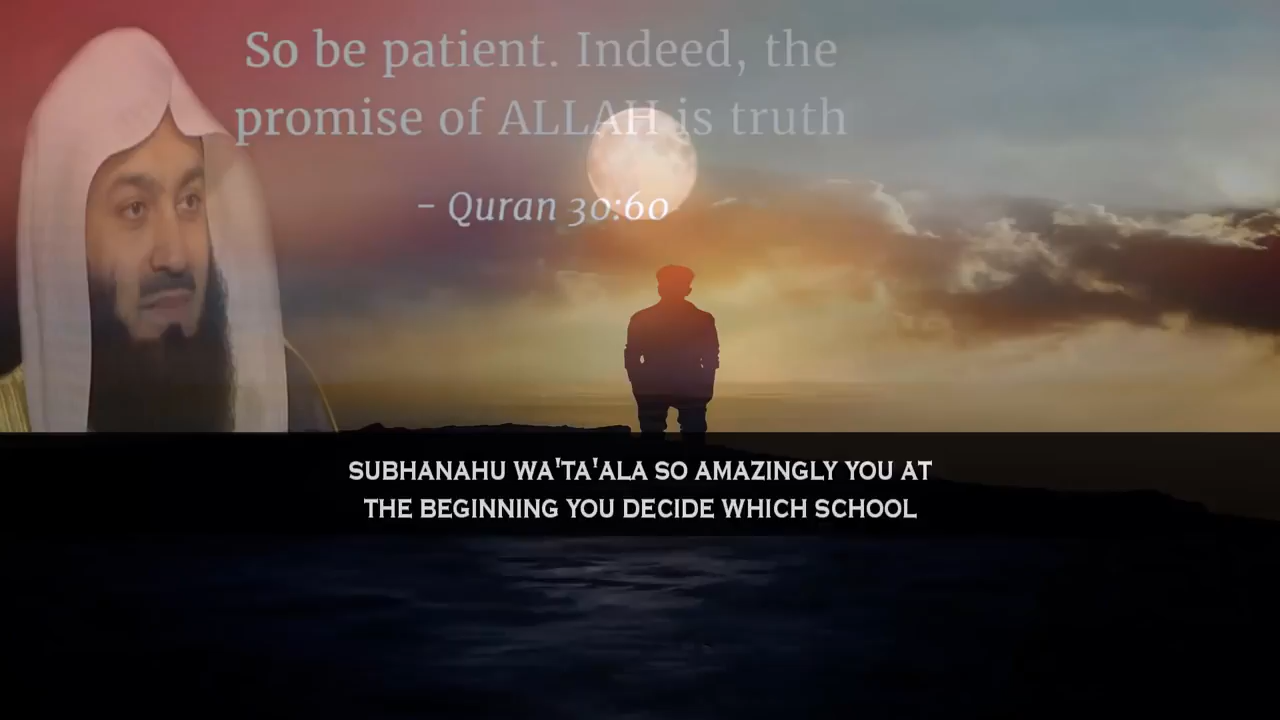 So be patient. Indeed, the
promise of ALLAH is truth
– Quran 30:60
SUBHANAHU WA'TA'ALA SO AMAZINGLY YOU AT
THE BEGINNING YOU DECIDE WHICH SCHOOL